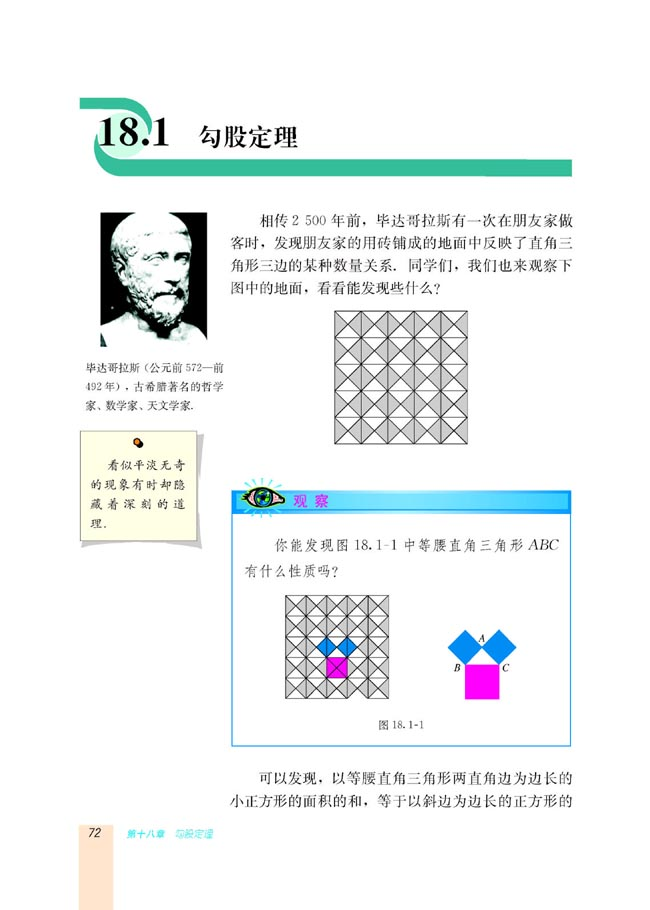 18.1 勾股定理
相传 2 500 年前，毕达哥拉斯有一次在朋友家做
客时，发现朋友家的用砖铺成的地面中反映了直角三
角形三边的某种数量关系．同学们，我们也来观察下
图中的地面，看看能发现些什么？
毕达哥拉斯（公元前 572—前
492 年），古希腊著名的哲学
家、数学家、天文学家．
看似平淡无奇
的现象有时却隐
藏着深刻的道
理．
观察
你能发现图 18.1-1 中等腰直角三角形 ABC
有什么性质吗？
A
B C
图 18.1-1
可以发现，以等腰直角三角形两直角边为边长的
小正方形的面积的和，等于以斜边为边长的正方形的
72 第十八章 勾股定理